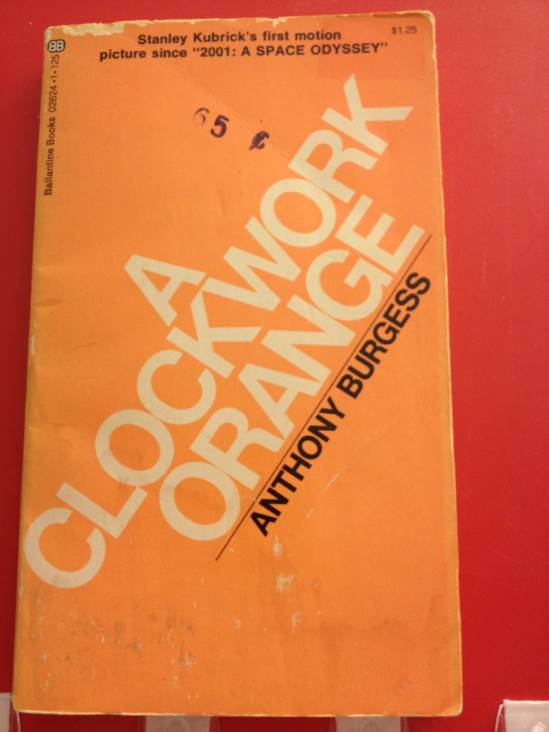 Stanley Kubrick's first motion
picture since "2001: A SPACE ODYSSEY"
$1.25
BB
Ballantine Books 02624-1-125
65 ¢
A
CLOCKWORK
ORANGE
ANTHONY BURGESS